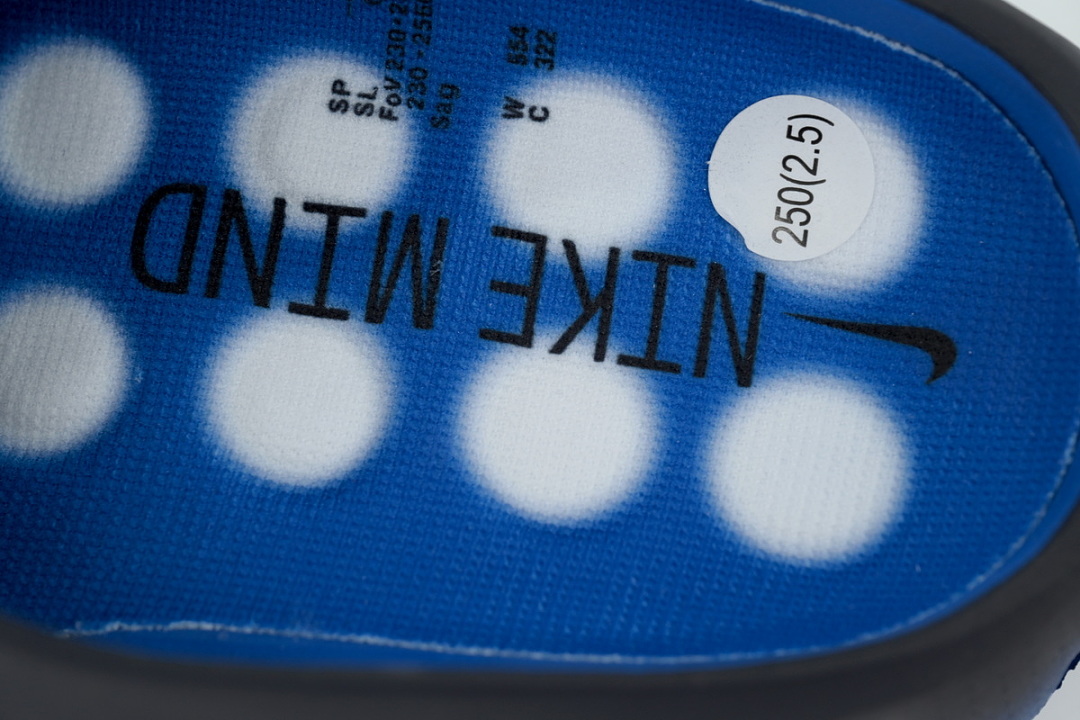 NIKE MIND
250(2.5)
SP
SL
FoV 230*2
230*256
Sag
W 554
C 322